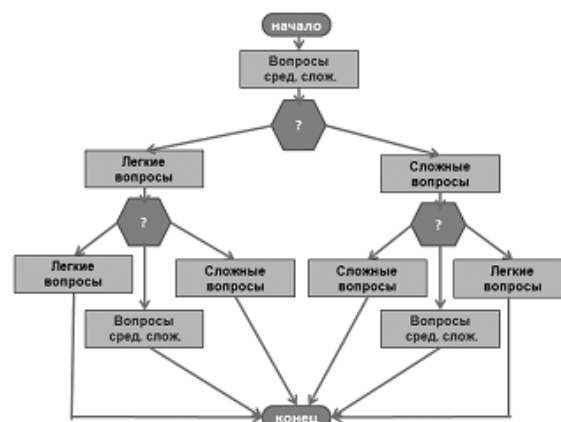 начало
Вопросы
сред. слож.
?
Легкие
вопросы
Сложные
вопросы
?
?
Легкие
вопросы
Сложные
вопросы
Сложные
вопросы
Легкие
вопросы
Вопросы
сред. слож.
Вопросы
сред. слож.
конец